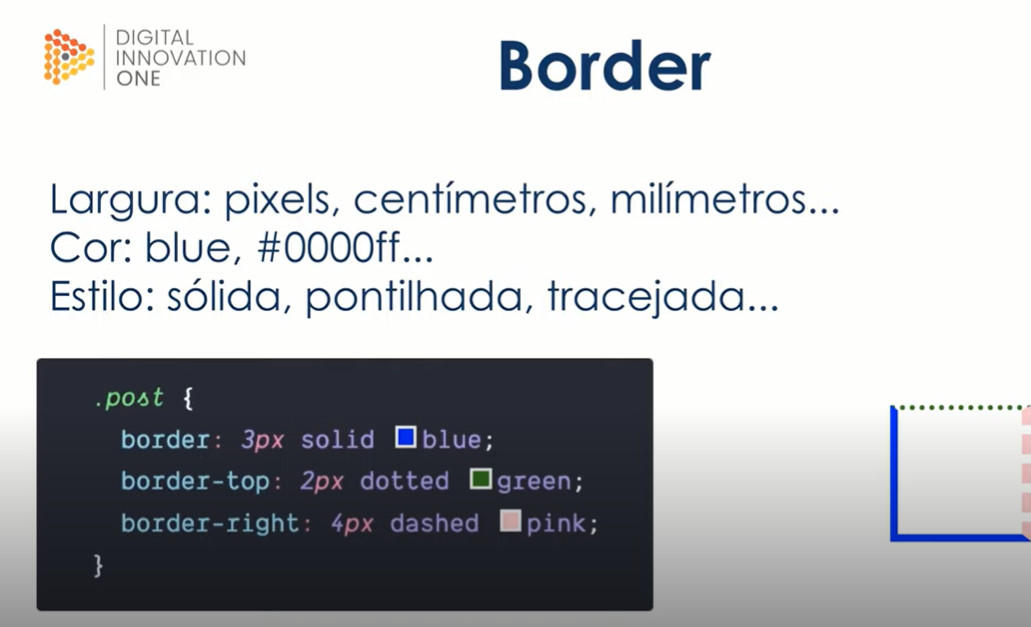 DIGITAL
INNOVATION
ONE
Border
Largura: pixels, centímetros, milímetros...
Cor: blue, #0000ff...
Estilo: sólida, pontilhada, tracejada...
.post {
border: 3px solid blue;
border-top: 2px dotted green;
border-right: 4px dashed pink;
}